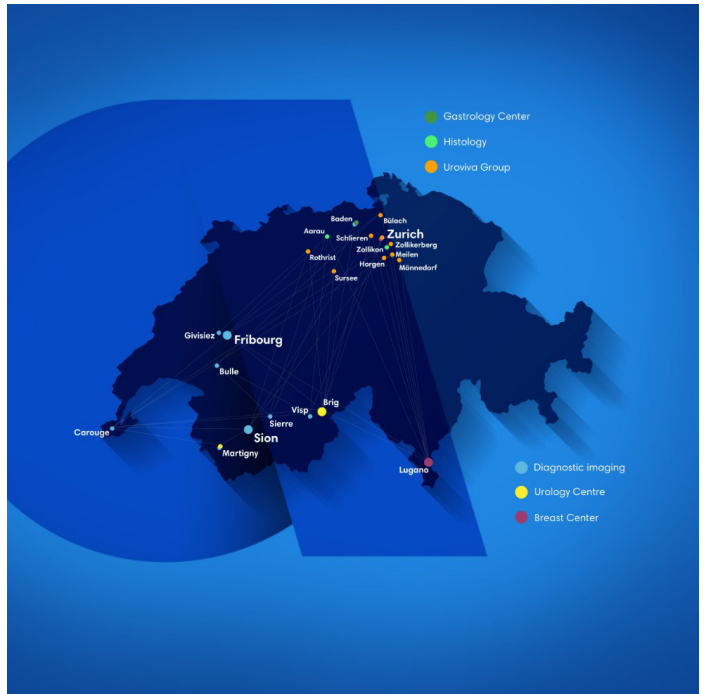 Gastrology Center
Histology
Uroviva Group
Baden
Bülach
Aarau
Schlieren
Zurich
Zollikon
Zollikerberg
Rothrist
Horgen
Meilen
Männedorf
Sursee
Givisiez
Fribourg
Bulle
Brig
Visp
Sierre
Carouge
Sion
Martigny
Lugano
Diagnostic imaging
Urology Centre
Breast Center